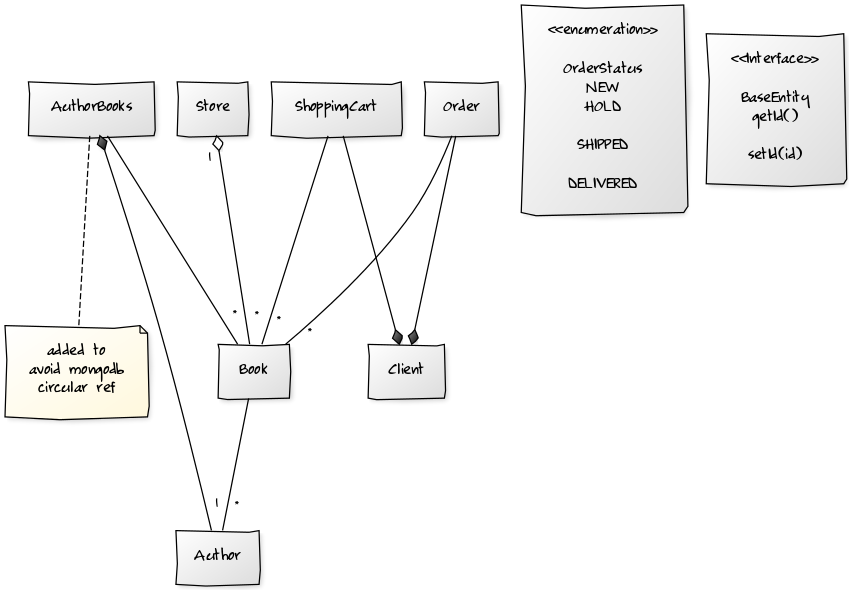 <<enumeration>>
OrderStatus
NEW
HOLD
SHIPPED
DELIVERED
<<Interface>>
BaseEntity
getId()
setId(id)
AuthorBooks
Store
ShoppingCart
Order
1
*
*
*
*
added to
avoid mongodb
circular ref
Book
Client
1
*
Author